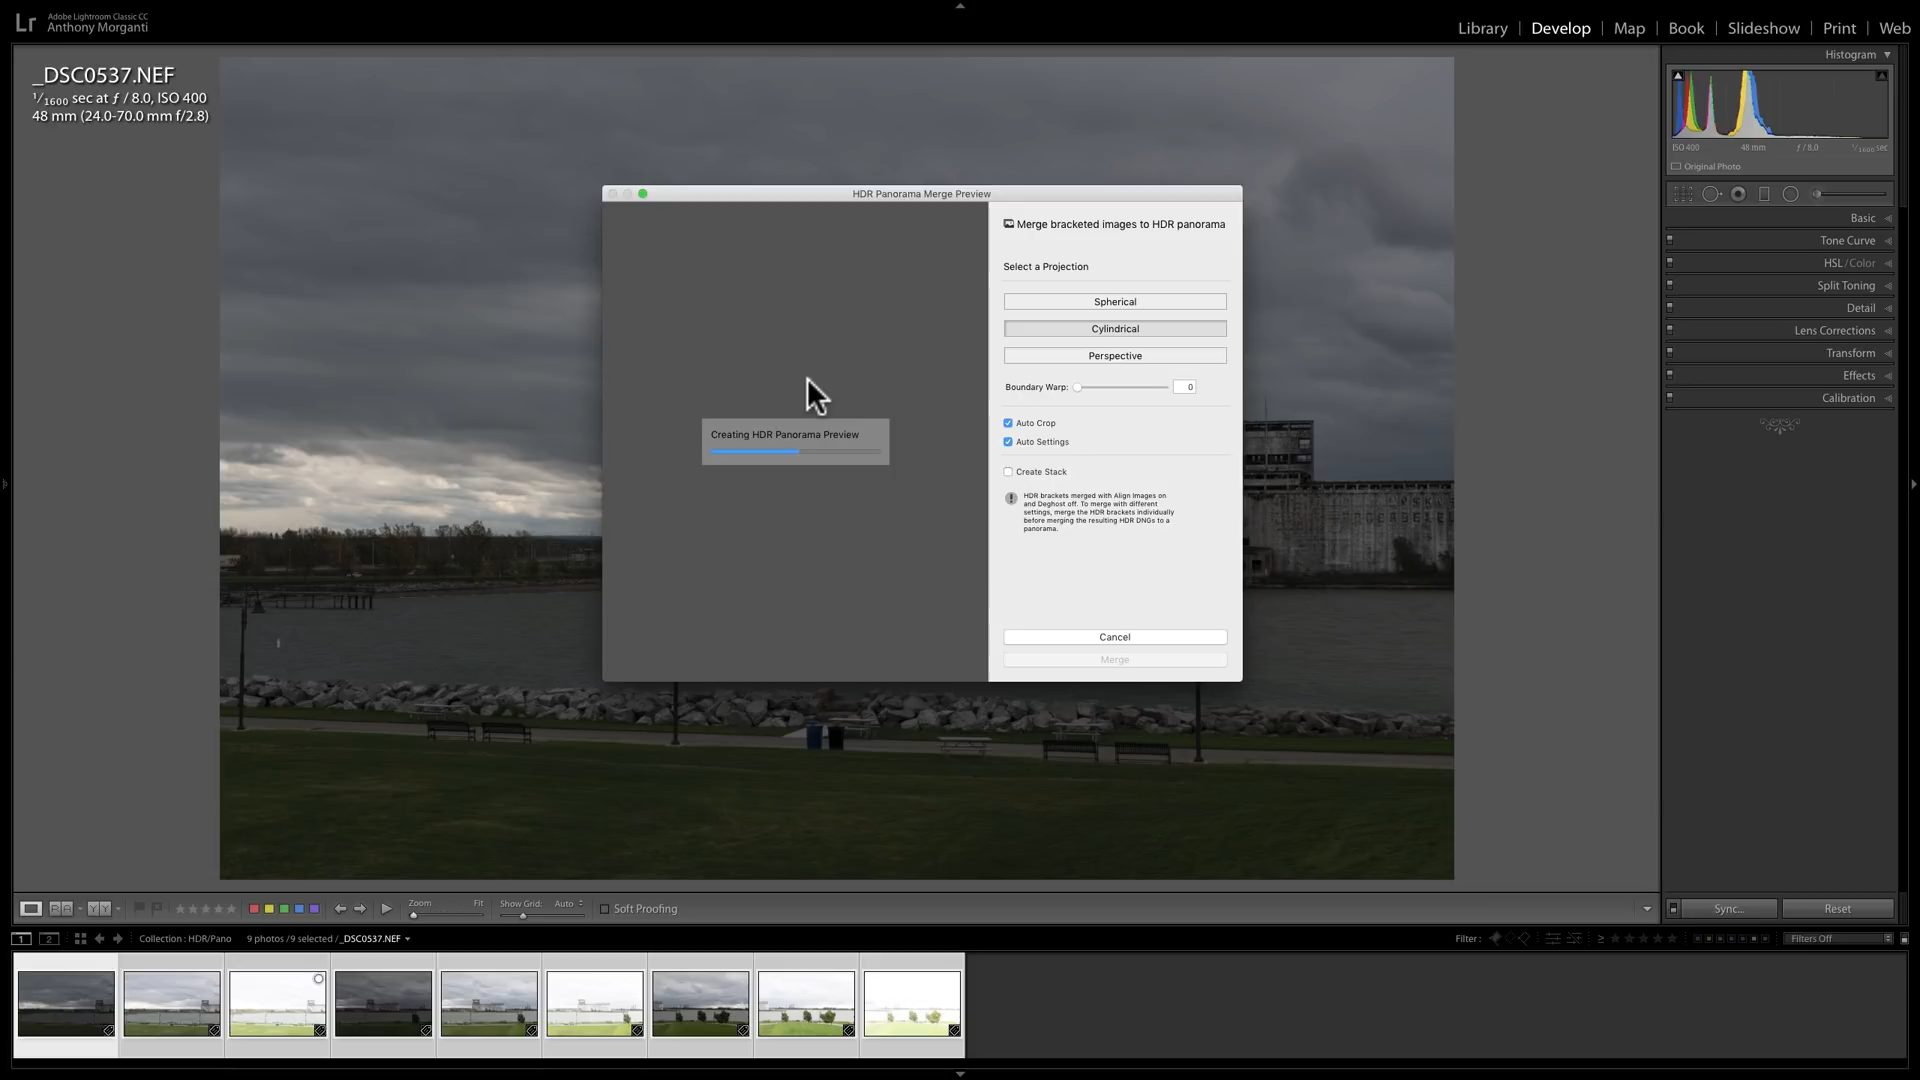 Lr
Adobe Lightroom Classic CC
Anthony Morganti
Library | Develop | Map | Book | Slideshow | Print | Web
_DSC0537.NEF
1/1600 sec at ƒ / 8.0, ISO 400
48 mm (24.0-70.0 mm f/2.8)
Histogram
ISO 400 48 mm ƒ / 8.0 1/1600 sec
Original Photo
Basic
Tone Curve
HSL / Color
Split Toning
Detail
Lens Corrections
Transform
Effects
Calibration
HDR Panorama Merge Preview
Creating HDR Panorama Preview
Merge bracketed images to HDR panorama
Select a Projection
Spherical
Cylindrical
Perspective
Boundary Warp: 0
Auto Crop
Auto Settings
Create Stack
HDR brackets merged with Align Images on
and Deghost off. To merge with different
settings, merge the HDR brackets individually
before merging the resulting HDR DNGs to a
panorama.
Cancel
Merge
R A
Y Y
Zoom Fit
Show Grid: Auto
Soft Proofing
Sync...
Reset
1 2
Collection : HDR/Pano 9 photos /9 selected /_DSC0537.NEF
Filter :
≥
Filters Off